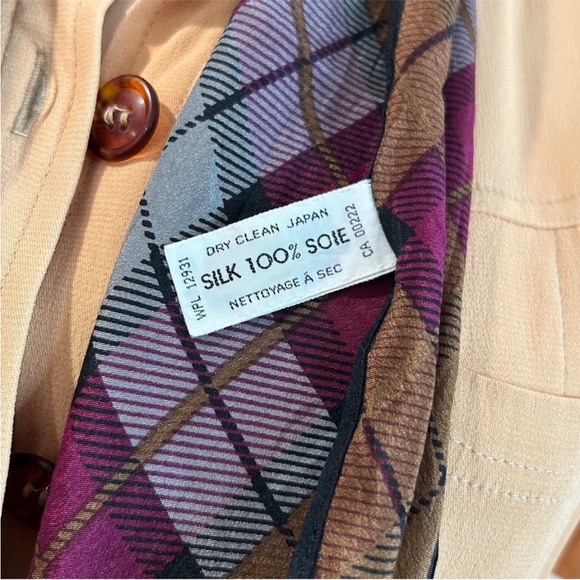 DRY CLEAN JAPAN
SILK 100% SOIE
NETTOYAGE Á SEC
WPL 12931
CA 00222